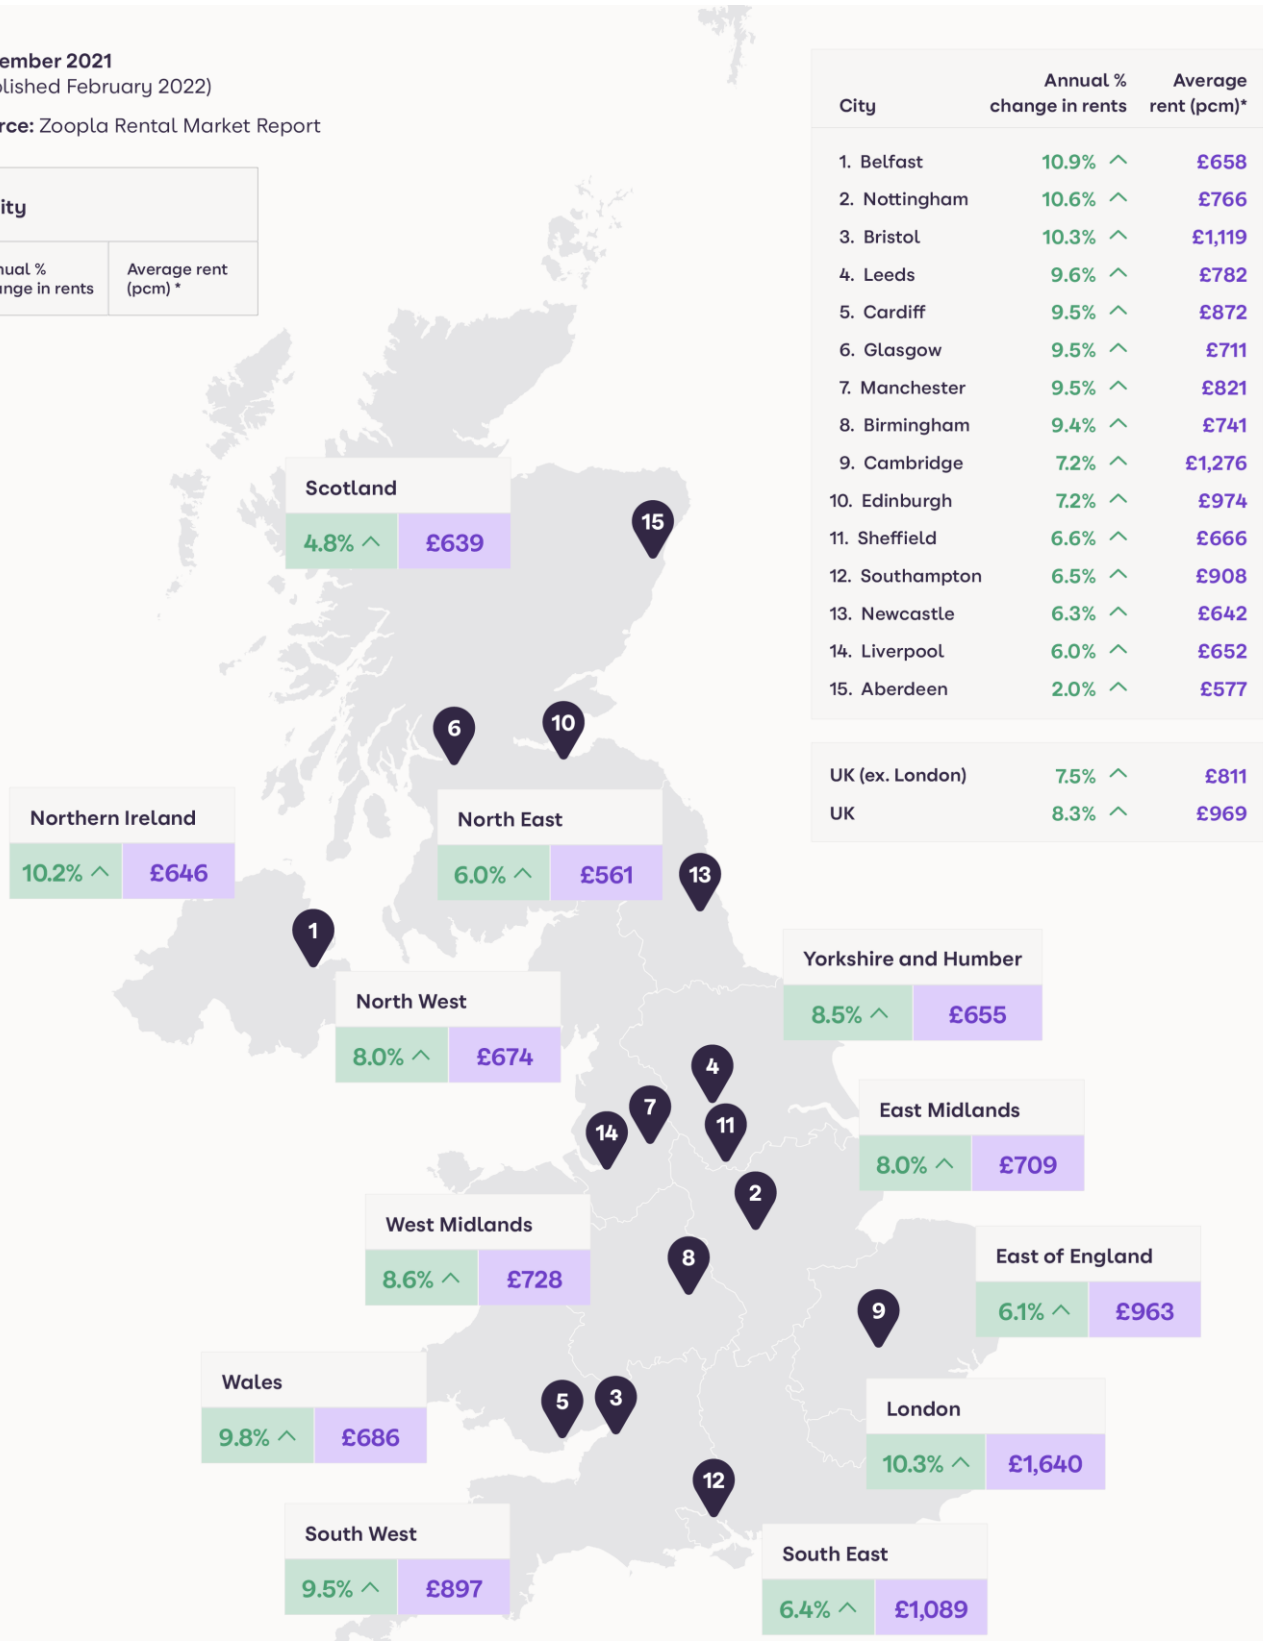 ember 2021
lished February 2022)
rce: Zoopla Rental Market Report
ity
nual %
ange in rents
Average rent
(pcm) *
City
Annual %
change in rents
Average
rent (pcm)*
1. Belfast 10.9% £658
2. Nottingham 10.6% £766
3. Bristol 10.3% £1,119
4. Leeds 9.6% £782
5. Cardiff 9.5% £872
6. Glasgow 9.5% £711
7. Manchester 9.5% £821
8. Birmingham 9.4% £741
9. Cambridge 7.2% £1,276
10. Edinburgh 7.2% £974
11. Sheffield 6.6% £666
12. Southampton 6.5% £908
13. Newcastle 6.3% £642
14. Liverpool 6.0% £652
15. Aberdeen 2.0% £577
UK (ex. London) 7.5% £811
UK 8.3% £969
Scotland
4.8% £639
15
6
10
Northern Ireland
10.2% £646
North East
6.0% £561
13
1
North West
8.0% £674
Yorkshire and Humber
8.5% £655
4
7
11
14
East Midlands
8.0% £709
2
West Midlands
8.6% £728
8
East of England
6.1% £963
9
Wales
9.8% £686
5
3
London
10.3% £1,640
12
South West
9.5% £897
South East
6.4% £1,089